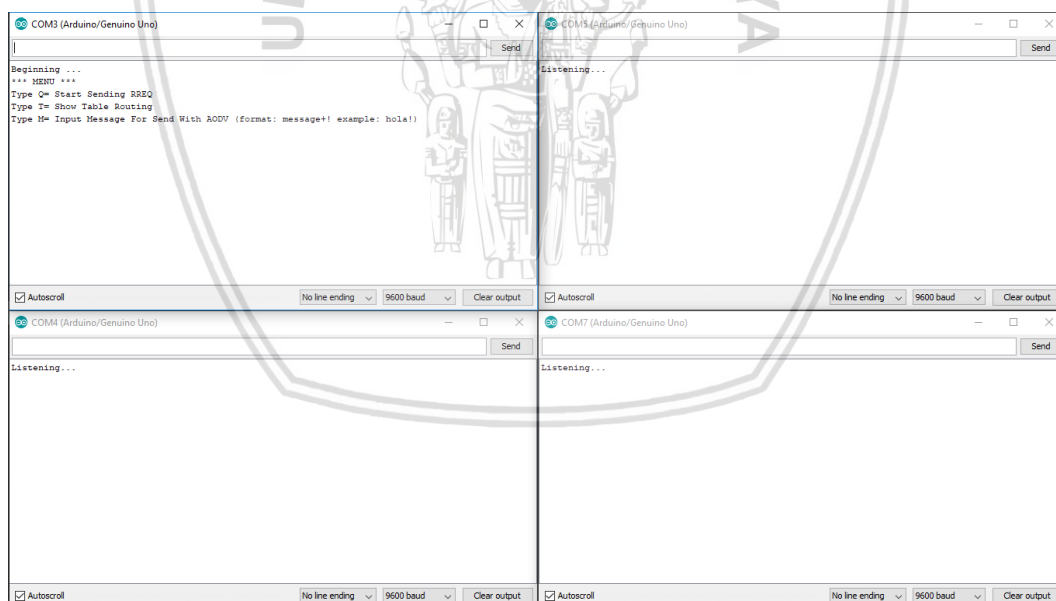 COM3 (Arduino/Genuino Uno)
Send
Beginning ...
*** MENU ***
Type Q= Start Sending RREQ
Type T= Show Table Routing
Type M= Input Message For Send With AODV (format: message+! example: hola!)
Autoscroll
No line ending
9600 baud
Clear output
COM5 (Arduino/Genuino Uno)
Send
Listening...
Autoscroll
No line ending
9600 baud
Clear output
COM4 (Arduino/Genuino Uno)
Send
Listening...
Autoscroll
No line ending
9600 baud
Clear output
COM7 (Arduino/Genuino Uno)
Send
Listening...
Autoscroll
No line ending
9600 baud
Clear output